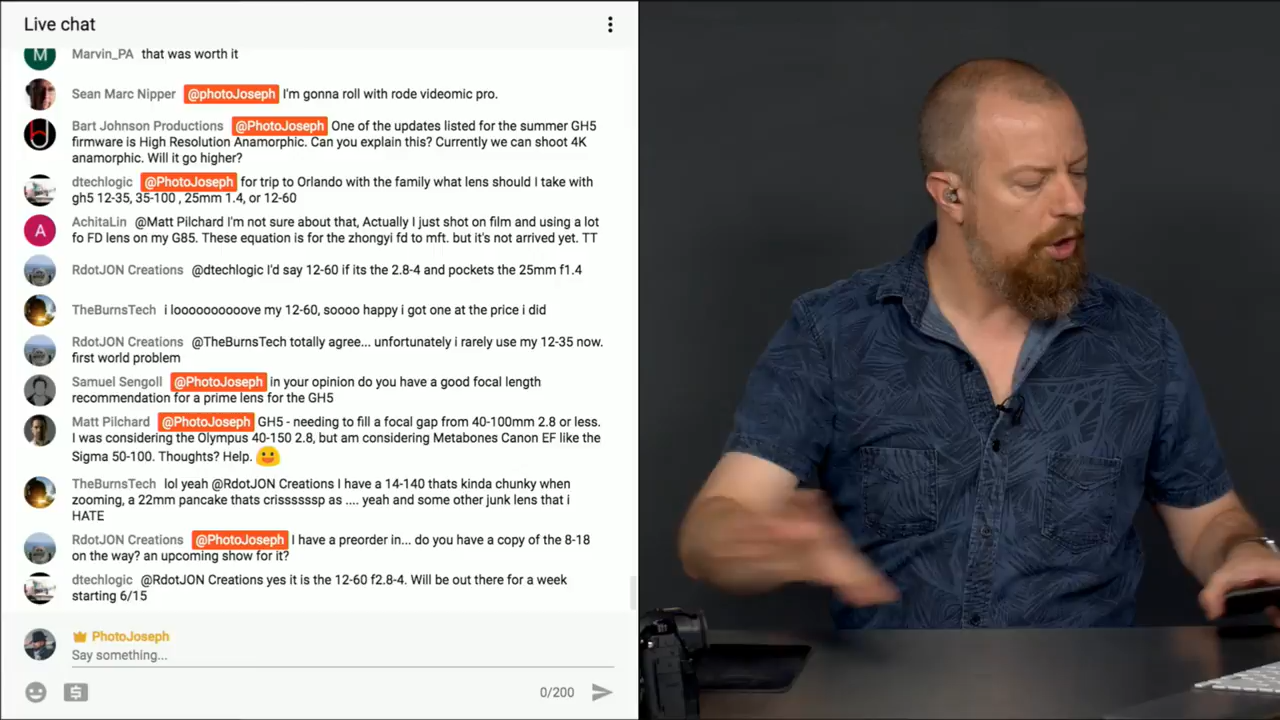 Live chat
M Marvin_PA that was worth it
Sean Marc Nipper @photoJoseph I'm gonna roll with rode videomic pro.
Bart Johnson Productions @PhotoJoseph One of the updates listed for the summer GH5
firmware is High Resolution Anamorphic. Can you explain this? Currently we can shoot 4K
anamorphic. Will it go higher?
dtechlogic @PhotoJoseph for trip to Orlando with the family what lens should I take with
gh5 12-35, 35-100 , 25mm 1.4, or 12-60
A AchitaLin @Matt Pilchard I'm not sure about that, Actually I just shot on film and using a lot
fo FD lens on my G85. These equation is for the zhongyi fd to mft. but it's not arrived yet. TT
RdotJON Creations @dtechlogic I'd say 12-60 if its the 2.8-4 and pockets the 25mm f1.4
TheBurnsTech i looooooooove my 12-60, soooo happy i got one at the price i did
RdotJON Creations @TheBurnsTech totally agree... unfortunately i rarely use my 12-35 now.
first world problem
Samuel Sengoll @PhotoJoseph in your opinion do you have a good focal length
recommendation for a prime lens for the GH5
Matt Pilchard @PhotoJoseph GH5 - needing to fill a focal gap from 40-100mm 2.8 or less.
I was considering the Olympus 40-150 2.8, but am considering Metabones Canon EF like the
Sigma 50-100. Thoughts? Help.
TheBurnsTech lol yeah @RdotJON Creations I have a 14-140 thats kinda chunky when
zooming, a 22mm pancake thats crissssssp as .... yeah and some other junk lens that i
HATE
RdotJON Creations @PhotoJoseph I have a preorder in... do you have a copy of the 8-18
on the way? an upcoming show for it?
dtechlogic @RdotJON Creations yes it is the 12-60 f2.8-4. Will be out there for a week
starting 6/15
PhotoJoseph
Say something...
0/200